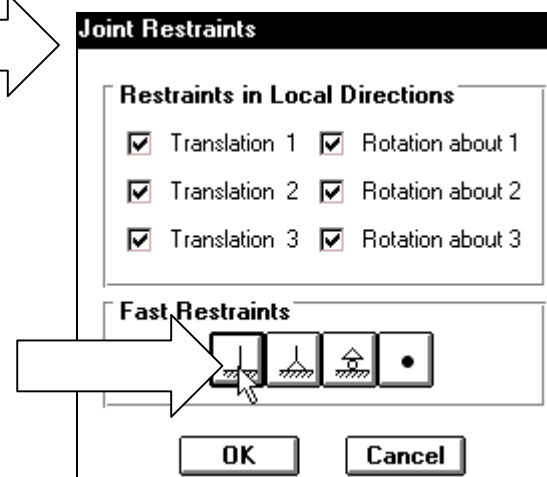 Joint Restraints
Restraints in Local Directions
Translation 1 Rotation about 1
Translation 2 Rotation about 2
Translation 3 Rotation about 3
Fast Restraints
OK Cancel